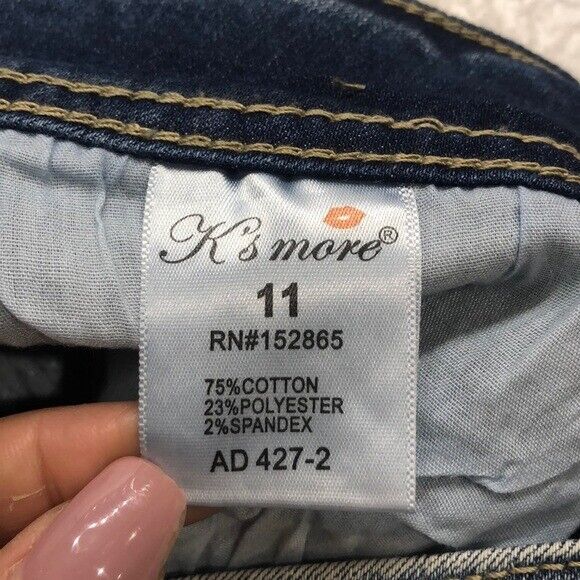 K's more®
11
RN#152865
75%COTTON
23%POLYESTER
2%SPANDEX
AD 427-2